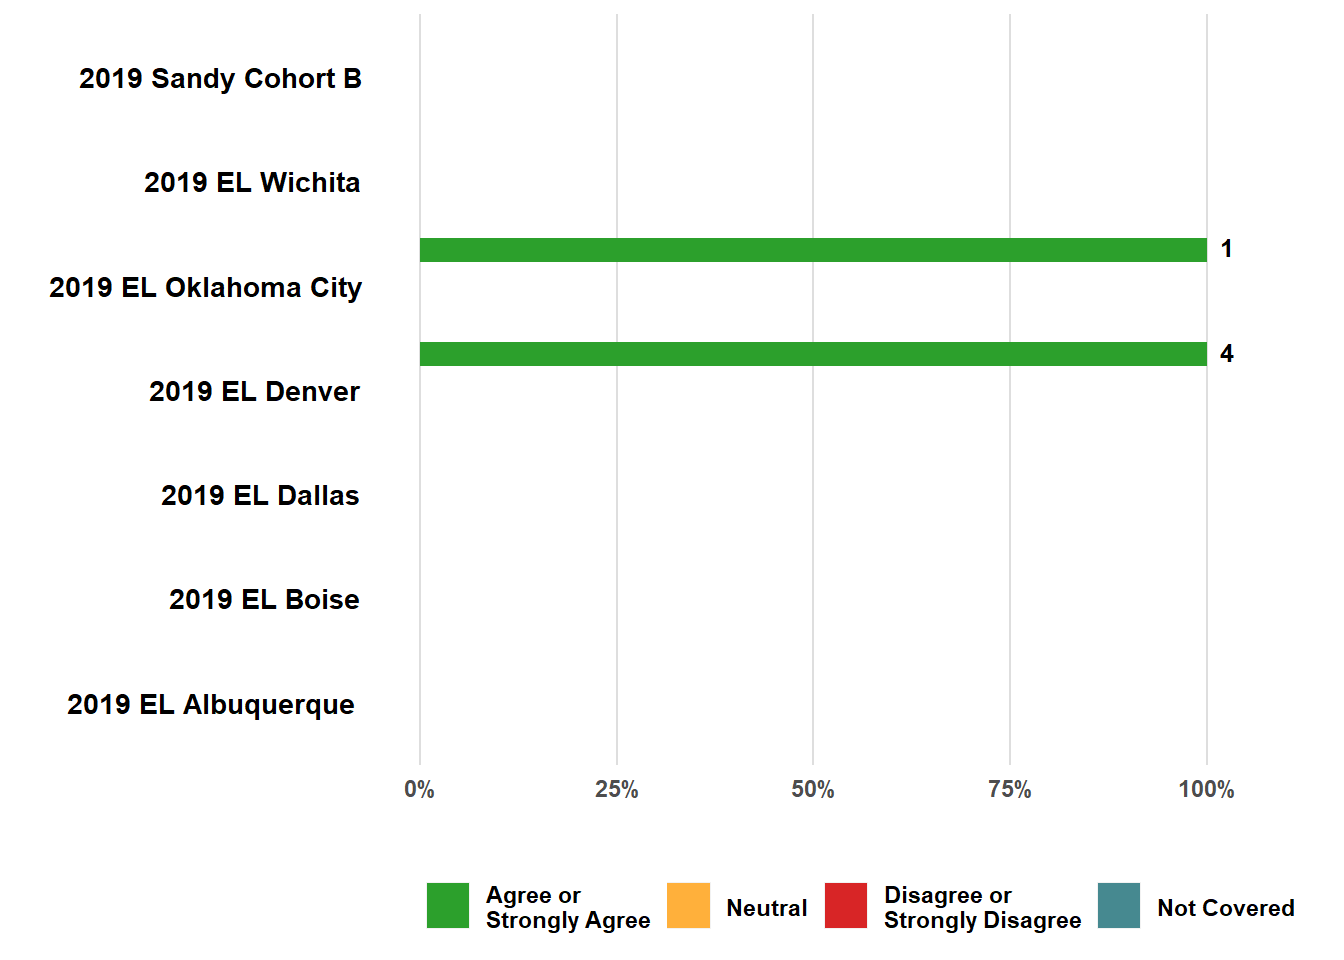 2019 Sandy Cohort B
2019 EL Wichita
1
2019 EL Oklahoma City
4
2019 EL Denver
2019 EL Dallas
2019 EL Boise
2019 EL Albuquerque
0% 25% 50% 75% 100%
Agree or
Strongly Agree
Neutral
Disagree or
Strongly Disagree
Not Covered